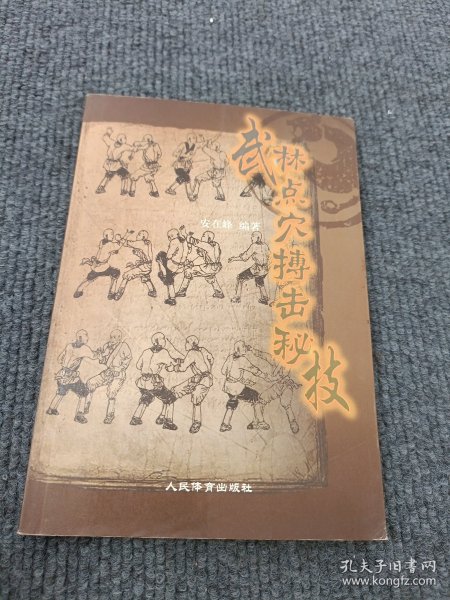 武林点穴搏击秘技
安在峰 编著
人民体育出版社
孔夫子旧书网
www.kongfz.com